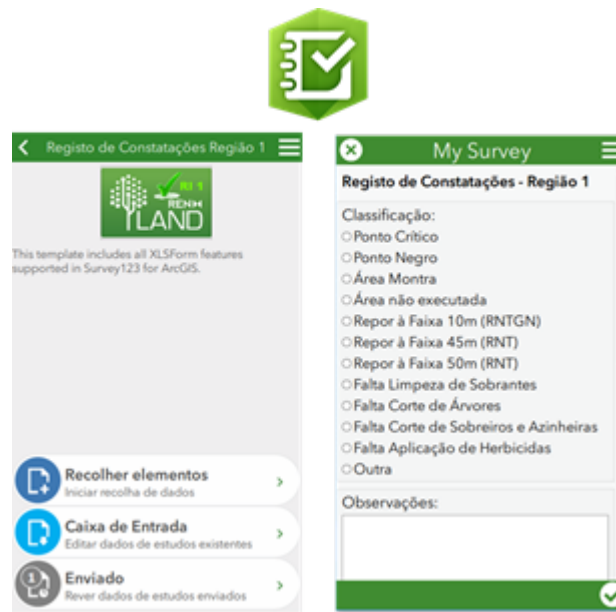 Registo de Constatações Região 1
RI 1
REN
YLAND
This template includes all XLSForm features
supported in Survey123 for ArcGIS.
Recolher elementos
Iniciar recolha de dados
Caixa de Entrada
Editar dados de estudos existentes
1
Enviado
Rever dados de estudos enviados
My Survey
Registo de Constatações - Região 1
Classificação:
Ponto Crítico
Ponto Negro
Área Montra
Área não executada
Repor à Faixa 10m (RNTGN)
Repor à Faixa 45m (RNT)
Repor à Faixa 50m (RNT)
Falta Limpeza de Sobrantes
Falta Corte de Árvores
Falta Corte de Sobreiros e Azinheiras
Falta Aplicação de Herbicidas
Outra
Observações: